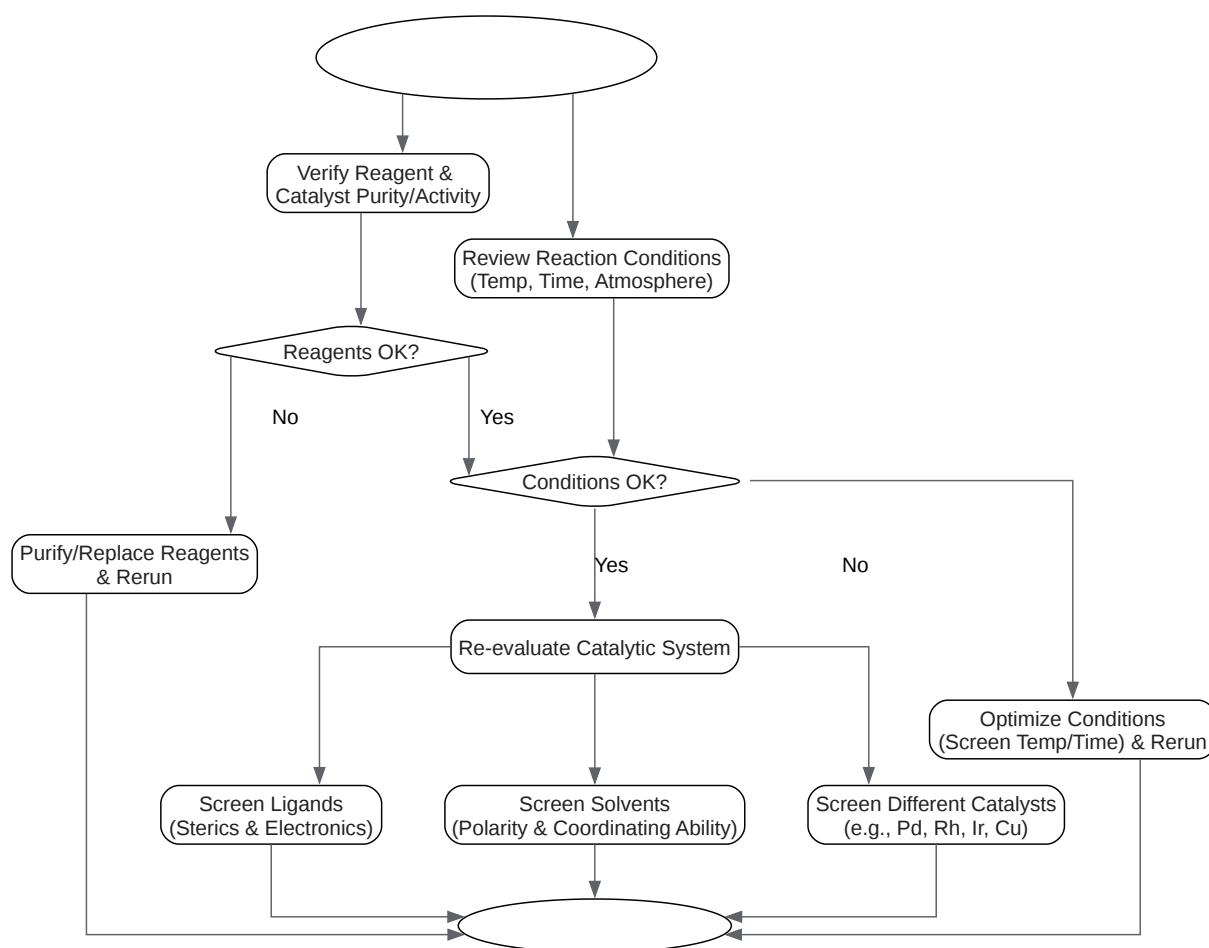 Verify Reagent &
Catalyst Purity/Activity
Review Reaction Conditions
(Temp, Time, Atmosphere)
Reagents OK?
No
Yes
Conditions OK?
Purify/Replace Reagents
& Rerun
Yes
No
Re-evaluate Catalytic System
Optimize Conditions
(Screen Temp/Time) & Rerun
Screen Ligands
(Sterics & Electronics)
Screen Solvents
(Polarity & Coordinating Ability)
Screen Different Catalysts
(e.g., Pd, Rh, Ir, Cu)